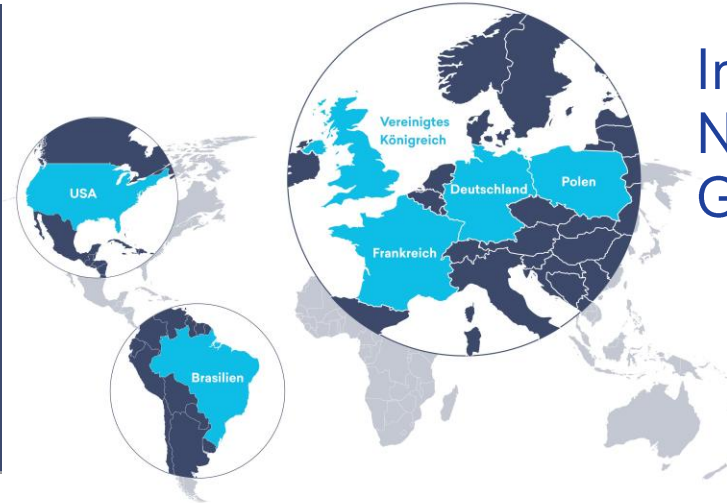 Vereinigtes
Königreich
USA
Deutschland
Polen
Frankreich
Brasilien